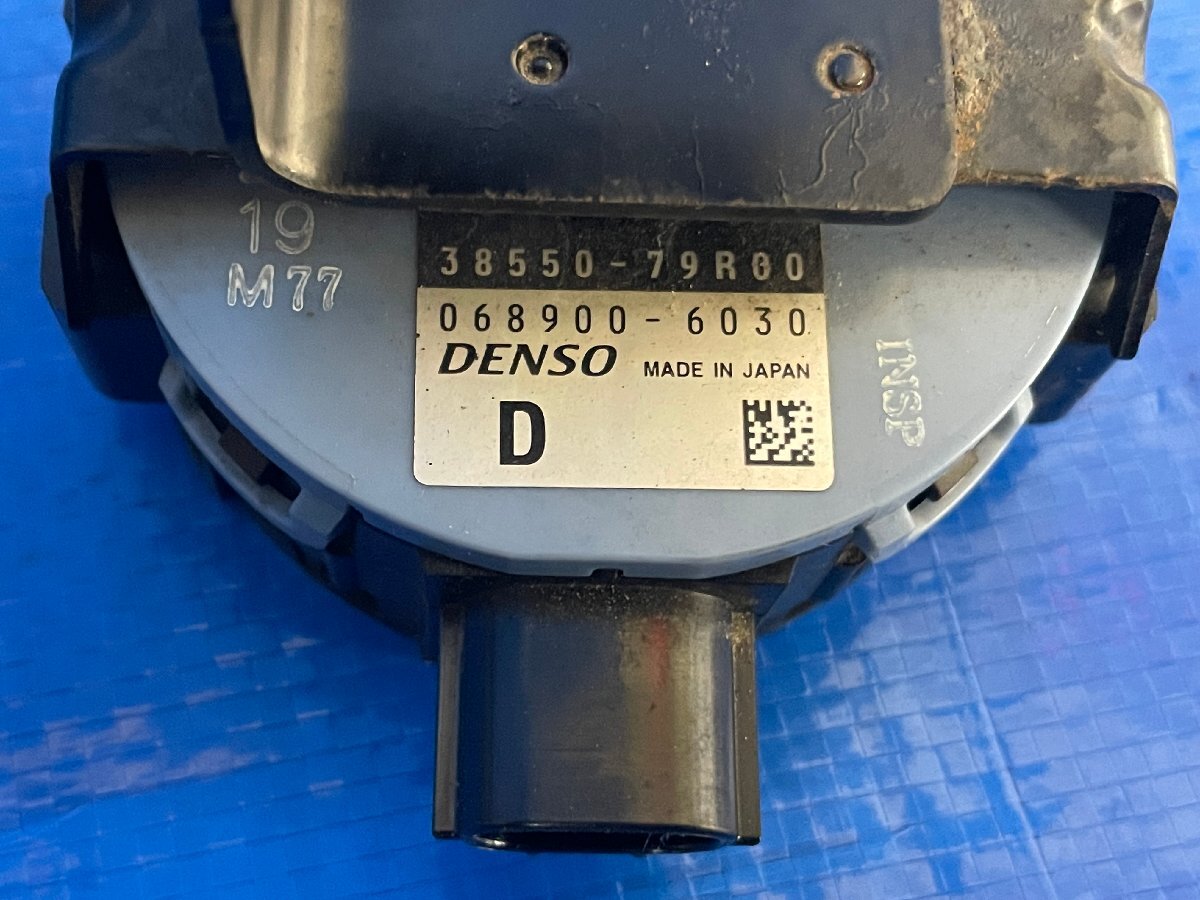 19
M77
38550-79R00
068900-6030
DENSO MADE IN JAPAN
D
INSP